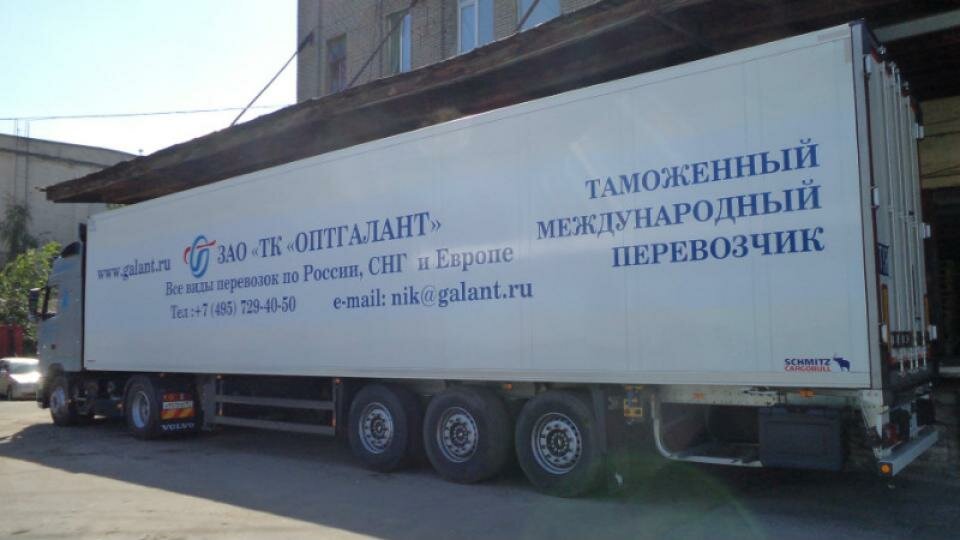 www.galant.ru
ЗАО «ТК «ОПТГАЛАНТ»
Все виды перевозок по России, СНГ и Европе
Тел :+7 (495) 729-40-50 e-mail: nik@galant.ru
ТАМОЖЕННЫЙ
МЕЖДУНАРОДНЫЙ
ПЕРЕВОЗЧИК
SCHMITZ
CARGOBULL
VOLVO